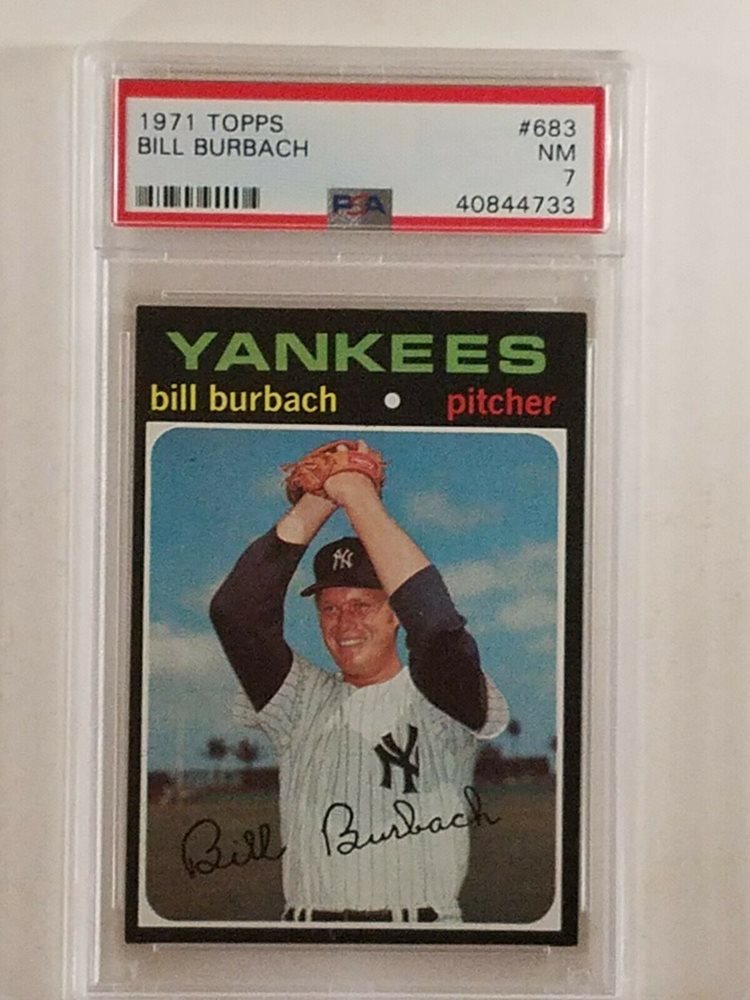 1971 TOPPS #683
BILL BURBACH NM
7
PSA 40844733
YANKEES
bill burbach • pitcher
NY
NY
Bill Burbach